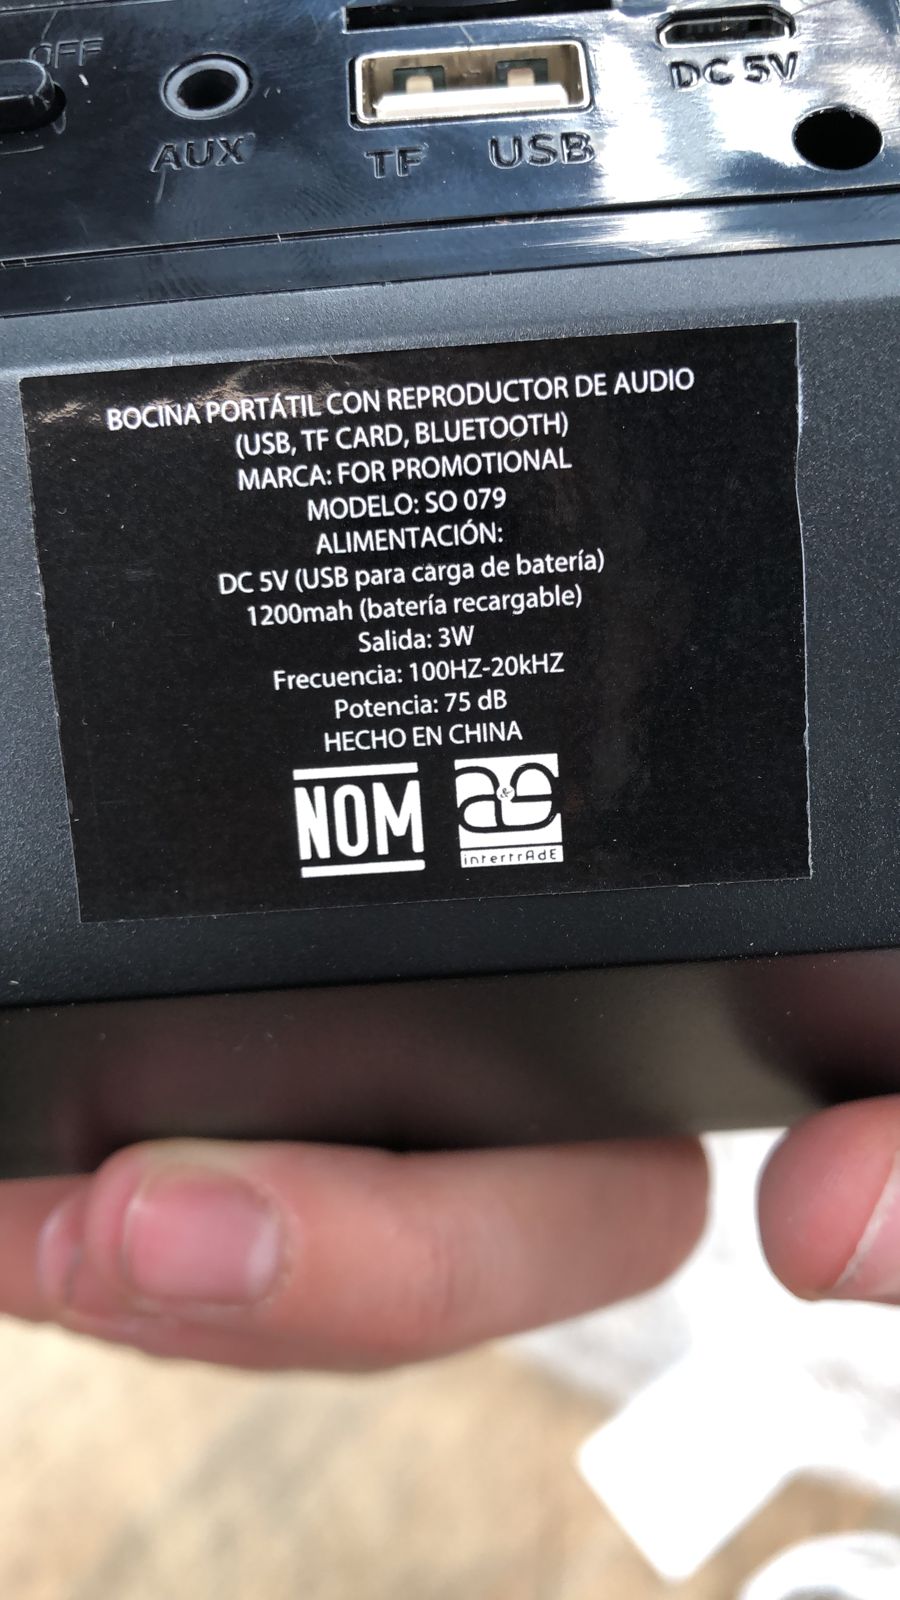 OFF
AUX
TF
USB
DC 5V
BOCINA PORTÁTIL CON REPRODUCTOR DE AUDIO
(USB, TF CARD, BLUETOOTH)
MARCA: FOR PROMOTIONAL
MODELO: SO 079
ALIMENTACIÓN:
DC 5V (USB para carga de batería)
1200mah (batería recargable)
Salida: 3W
Frecuencia: 100HZ-20kHZ
Potencia: 75 dB
HECHO EN CHINA
NOM
a&e
intertrAdE